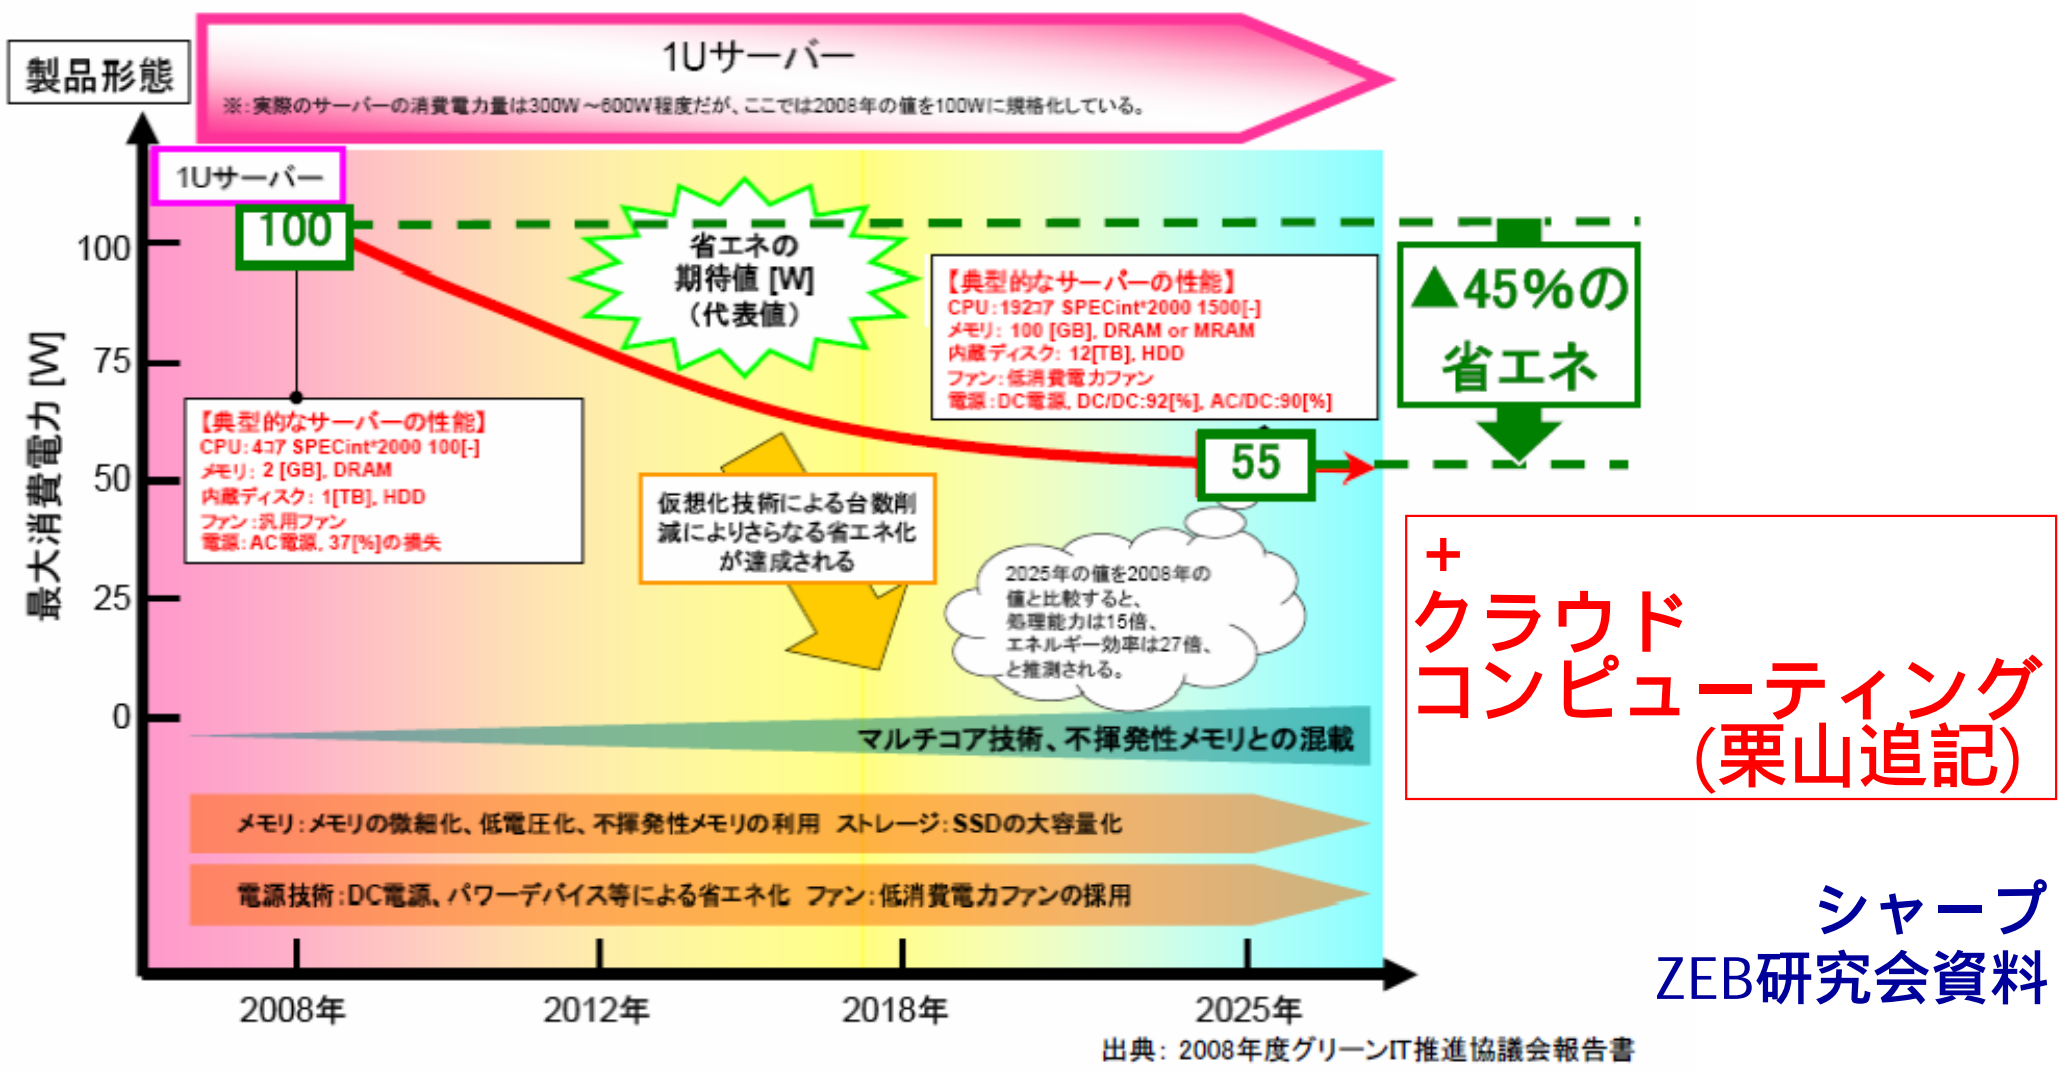 製品形態
1Uサーバー
※：実際のサーバーの消費電力量は300W～600W程度だが、ここでは2008年の値を100Wに規格化している。
1Uサーバー
100
100
75
50
25
0
最大消費電力 [W]
省エネの
期待値 [W]
（代表値）
【典型的なサーバーの性能】
CPU：192コア SPECint*2000 1500[-]
メモリ： 100 [GB], DRAM or MRAM
内蔵ディスク： 12[TB], HDD
ファン：低消費電力ファン
電源：DC電源, DC/DC:92[%], AC/DC:90[%]
▲45%の
省エネ
【典型的なサーバーの性能】
CPU：4コア SPECint*2000 100[-]
メモリ： 2 [GB], DRAM
内蔵ディスク： 1[TB], HDD
ファン：汎用ファン
電源：AC電源, 37[%]の損失
55
仮想化技術による台数削
減によりさらなる省エネ化
が達成される
2025年の値を2008年の
値と比較すると、
処理能力は15倍、
エネルギー効率は27倍、
と推測される。
+
クラウド
コンピューティング
(栗山追記)
マルチコア技術、不揮発性メモリとの混載
メモリ：メモリの微細化、低電圧化、不揮発性メモリの利用 ストレージ：SSDの大容量化
電源技術：DC電源、パワーデバイス等による省エネ化 ファン：低消費電力ファンの採用
シャープ
ZEB研究会資料
2008年
2012年
2018年
2025年
出典： 2008年度グリーンIT推進協議会報告書